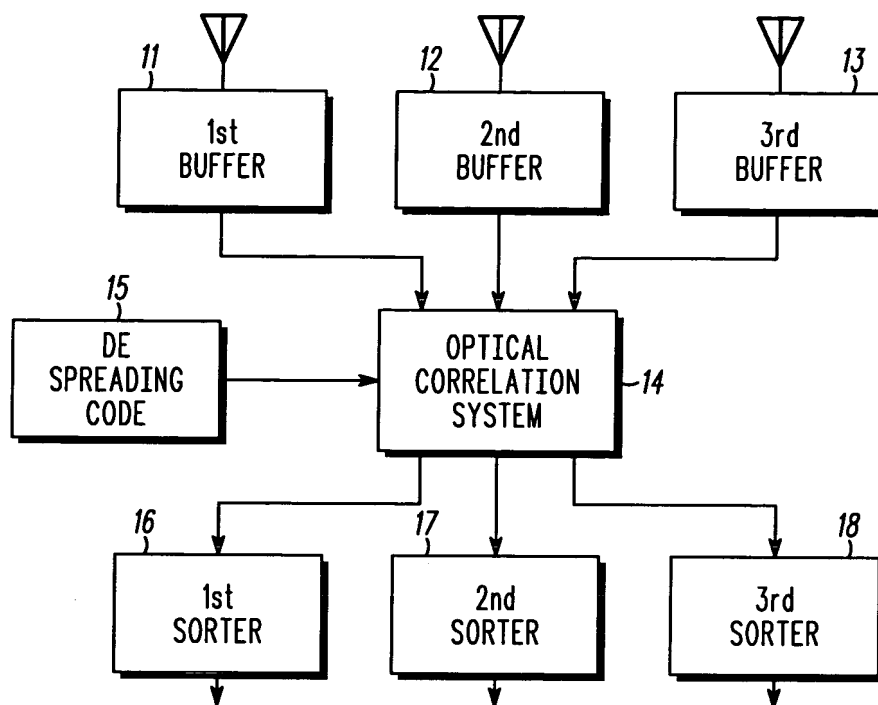 11
1st
BUFFER
12
2nd
BUFFER
13
3rd
BUFFER
15
DE
SPREADING
CODE
OPTICAL
CORRELATION
SYSTEM
14
16
1st
SORTER
17
2nd
SORTER
18
3rd
SORTER